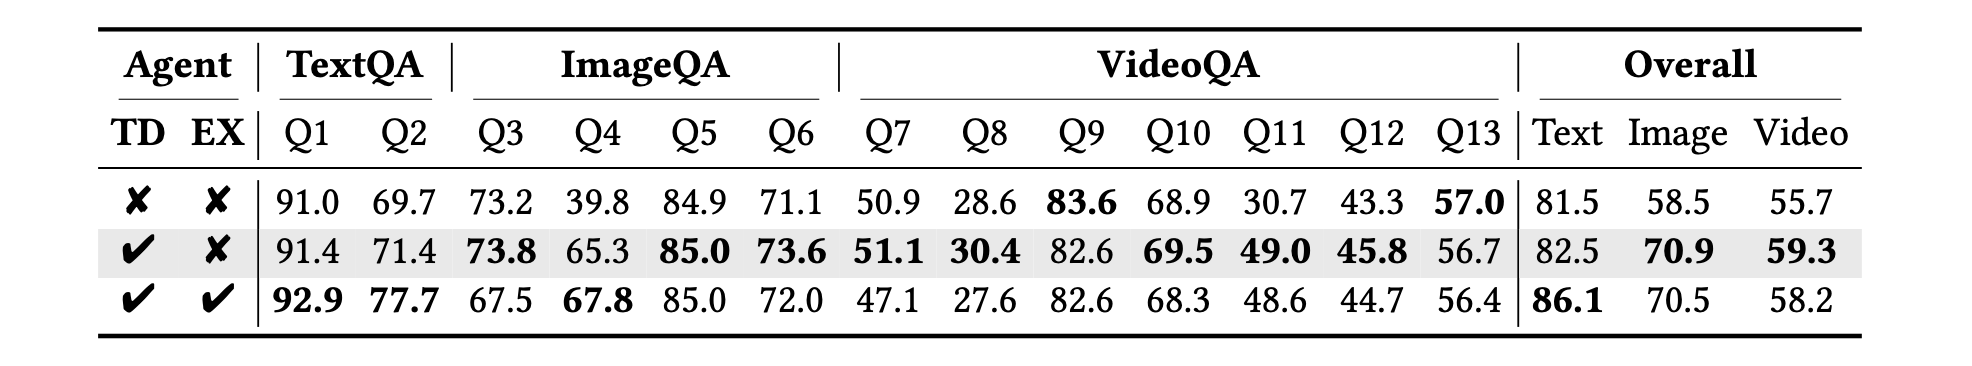 Agent TextQA ImageQA VideoQA Overall
TD EX Q1 Q2 Q3 Q4 Q5 Q6 Q7 Q8 Q9 Q10 Q11 Q12 Q13 Text Image Video
✘ ✘ 91.0 69.7 73.2 39.8 84.9 71.1 50.9 28.6 83.6 68.9 30.7 43.3 57.0 81.5 58.5 55.7
✔ ✘ 91.4 71.4 73.8 65.3 85.0 73.6 51.1 30.4 82.6 69.5 49.0 45.8 56.7 82.5 70.9 59.3
✔ ✔ 92.9 77.7 67.5 67.8 85.0 72.0 47.1 27.6 82.6 68.3 48.6 44.7 56.4 86.1 70.5 58.2